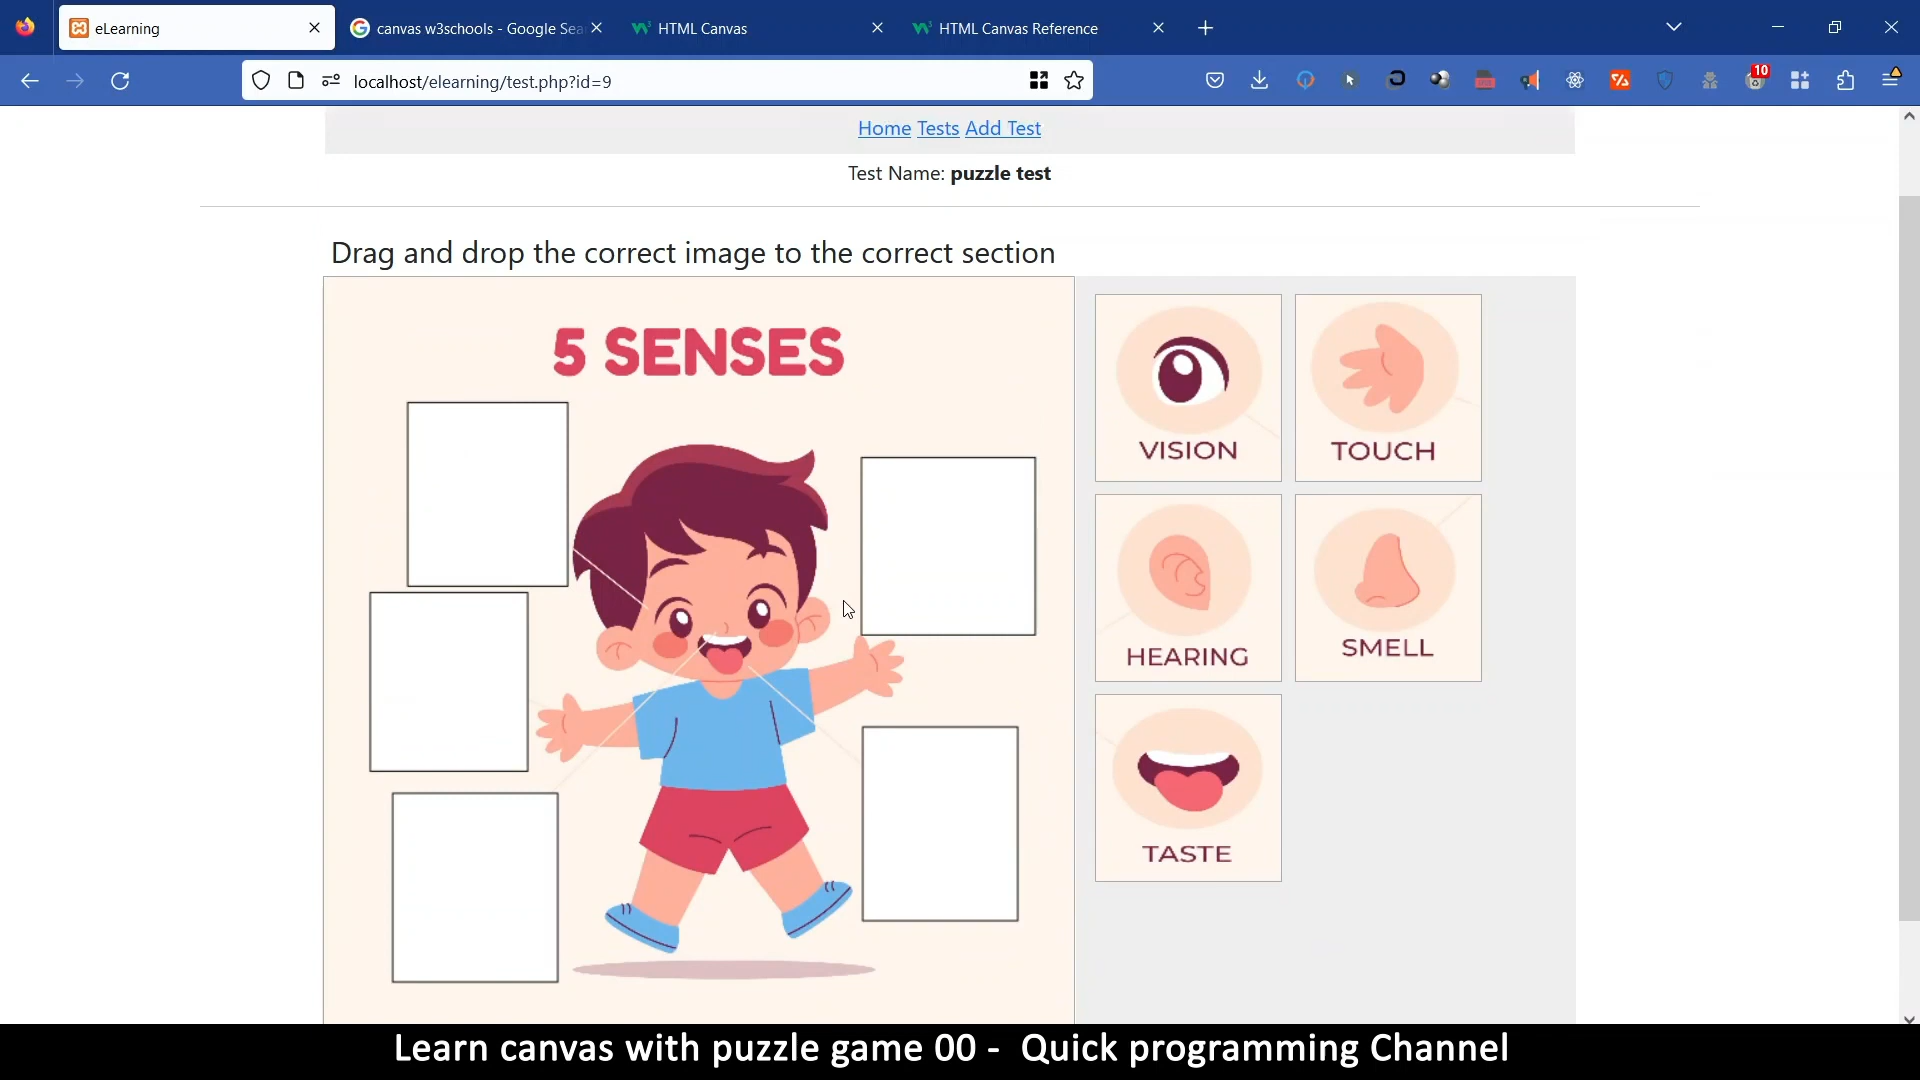 eLearning
canvas w3schools - Google Sea
HTML Canvas
HTML Canvas Reference
localhost/elearning/test.php?id=9
10
Home Tests Add Test
Test Name: puzzle test
Drag and drop the correct image to the correct section
5 SENSES
VISION
TOUCH
HEARING
SMELL
TASTE
Learn canvas with puzzle game 00 - Quick programming Channel